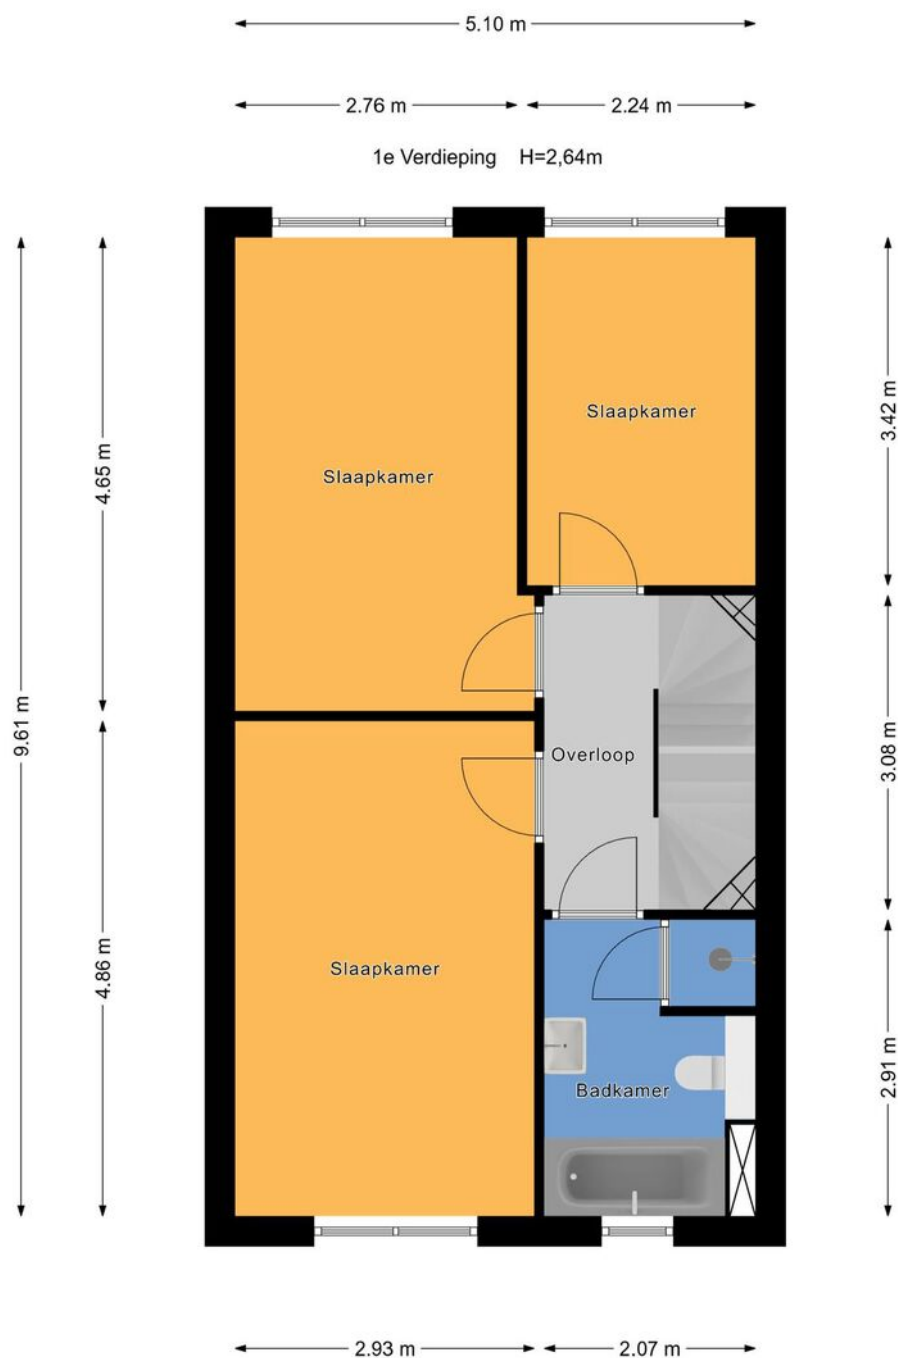 5.10 m
2.76 m
2.24 m
1e Verdieping H=2,64m
3.42 m
Slaapkamer
4.65 m
Slaapkamer
9.61 m
3.08 m
Overloop
4.86 m
Slaapkamer
2.91 m
Badkamer
2.93 m
2.07 m